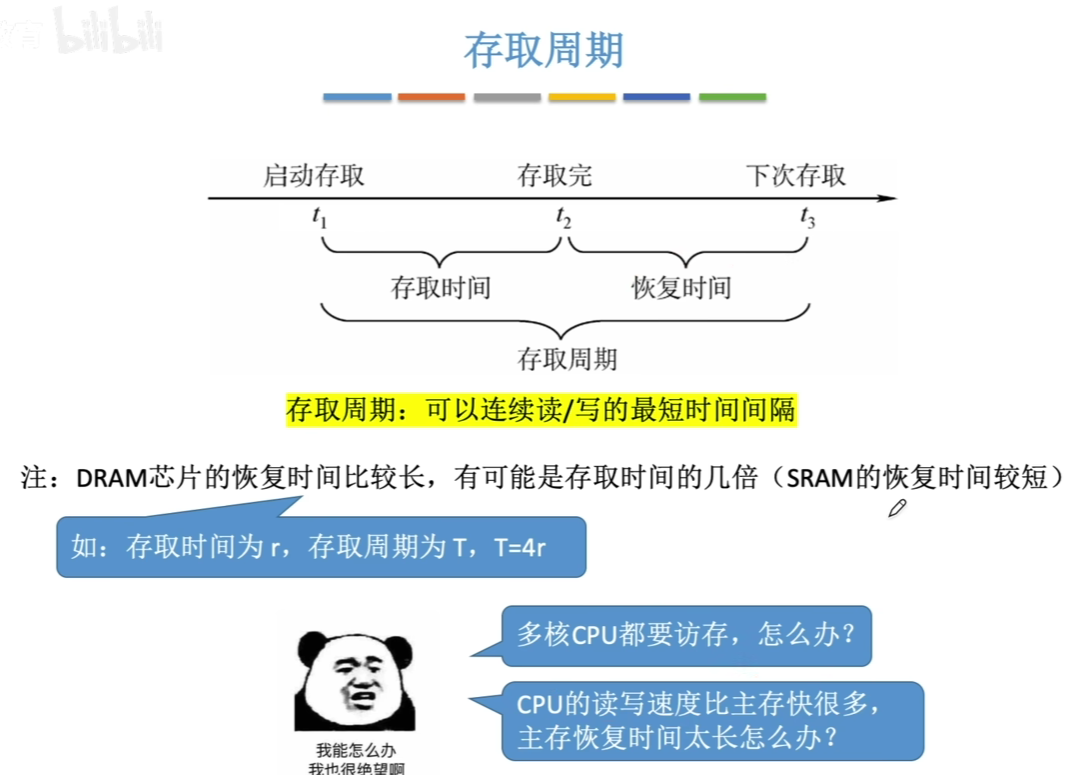 教育 bilibili
存取周期
启动存取 存取完 下次存取
t1 t2 t3
存取时间 恢复时间
存取周期
存取周期：可以连续读/写的最短时间间隔
注：DRAM芯片的恢复时间比较长，有可能是存取时间的几倍（SRAM的恢复时间较短）
如：存取时间为 r，存取周期为 T，T=4r
多核CPU都要访存，怎么办？
CPU的读写速度比主存快很多，
主存恢复时间太长怎么办？
我能怎么办
我也很绝望啊